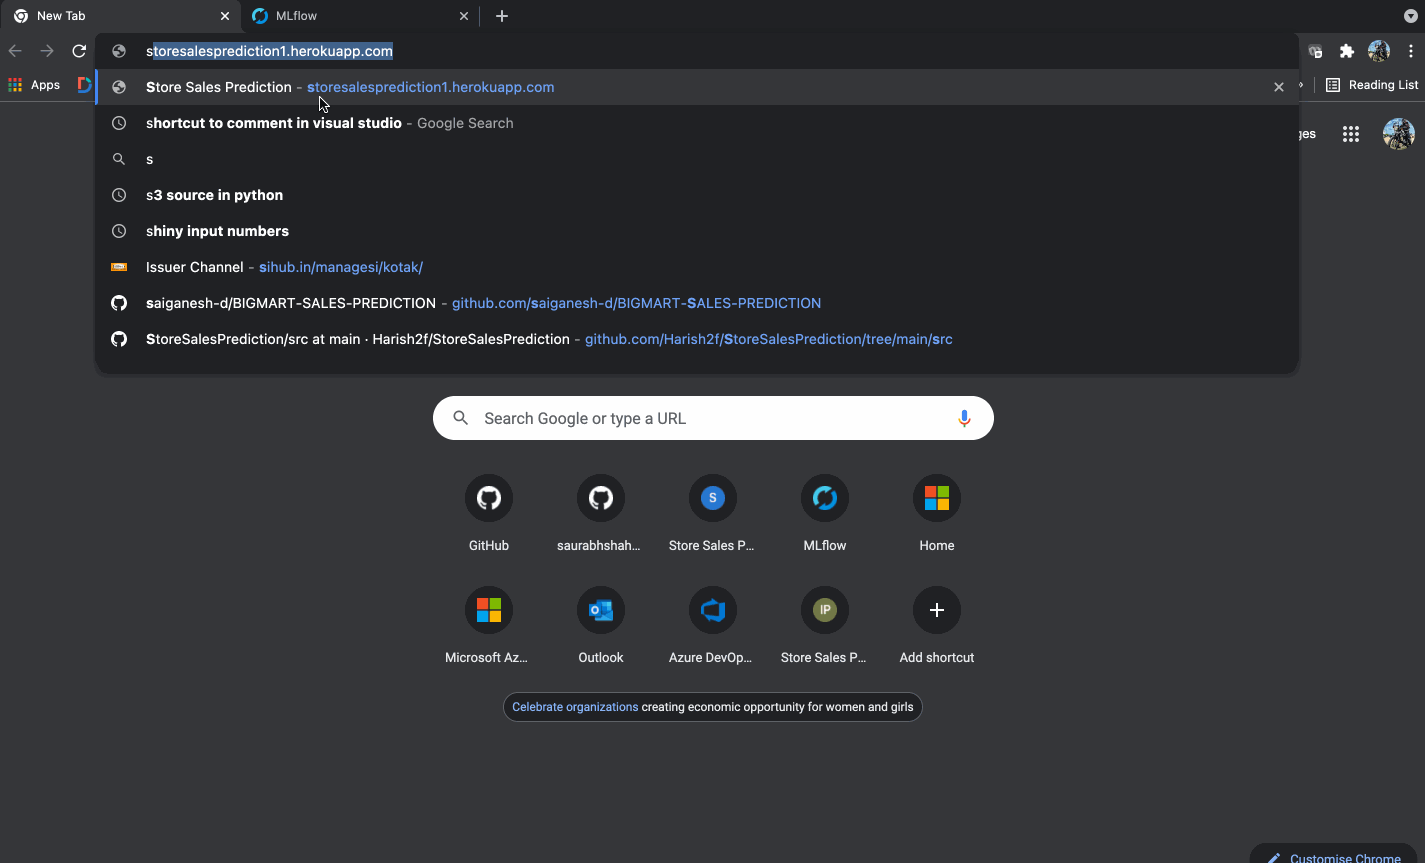 New Tab
MLflow
storesalesprediction1.herokuapp.com
Apps
Store Sales Prediction - storesalesprediction1.herokuapp.com
Reading List
shortcut to comment in visual studio - Google Search
ges
s
s3 source in python
shiny input numbers
Issuer Channel - sihub.in/managesi/kotak/
saiganesh-d/BIGMART-SALES-PREDICTION - github.com/saiganesh-d/BIGMART-SALES-PREDICTION
StoreSalesPrediction/src at main · Harish2f/StoreSalesPrediction - github.com/Harish2f/StoreSalesPrediction/tree/main/src
Search Google or type a URL
S
GitHub
saurabhshah...
Store Sales P...
MLflow
Home
IP
Microsoft Az...
Outlook
Azure DevOp...
Store Sales P...
Add shortcut
Celebrate organizations creating economic opportunity for women and girls
Customise Chrome